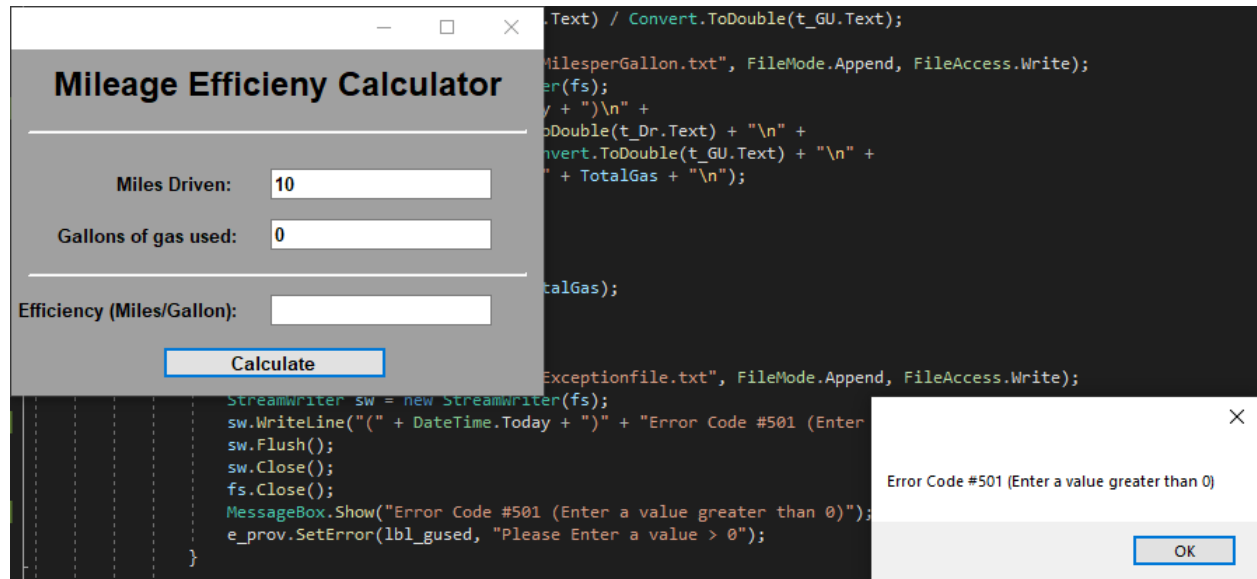 Mileage Efficieny Calculator
Miles Driven: 10
Gallons of gas used: 0
Efficiency (Miles/Gallon):
Calculate
.Text) / Convert.ToDouble(t_GU.Text);
MilesperGallon.txt", FileMode.Append, FileAccess.Write);
er(fs);
+ ")\n" +
oDouble(t_Dr.Text) + "\n" +
nvert.ToDouble(t_GU.Text) + "\n" +
" + TotalGas + "\n");
talGas);
Exceptionfile.txt", FileMode.Append, FileAccess.Write);
StreamWriter sw = new StreamWriter(fs);
sw.WriteLine("(" + DateTime.Today + ")" + "Error Code #501 (Enter
sw.Flush();
sw.Close();
fs.Close();
MessageBox.Show("Error Code #501 (Enter a value greater than 0)");
e_prov.SetError(lbl_gused, "Please Enter a value > 0");
}
Error Code #501 (Enter a value greater than 0)
OK